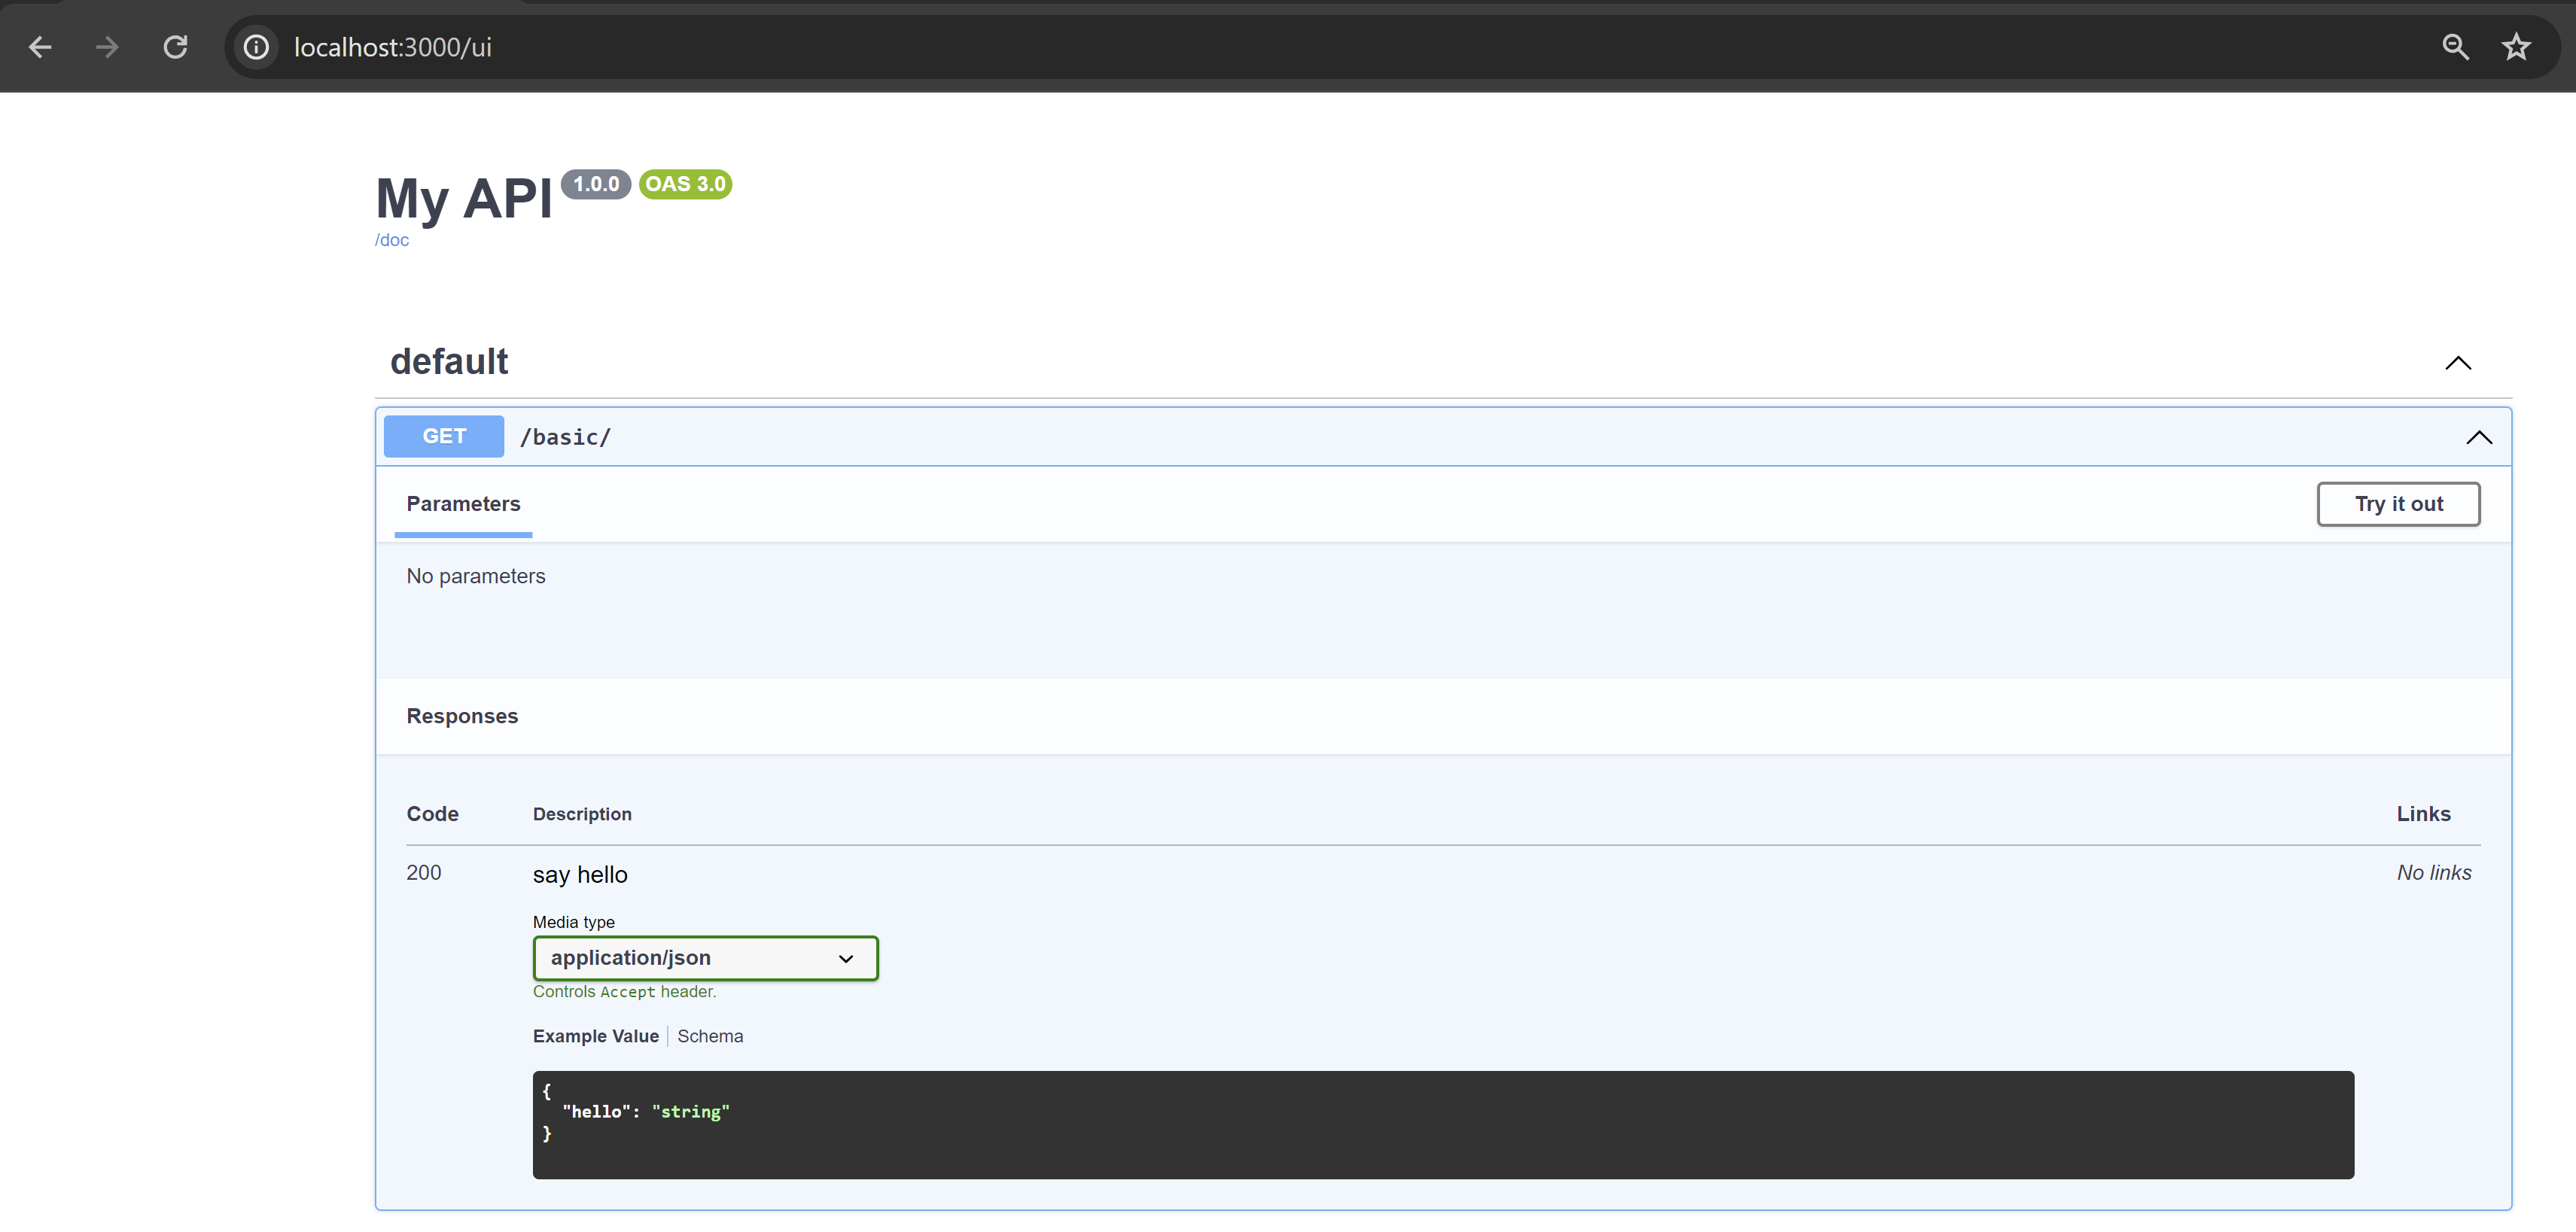 localhost:3000/ui
My API 1.0.0 OAS 3.0
/doc
default
GET /basic/
Parameters Try it out
No parameters
Responses
Code Description Links
200 say hello No links
Media type
application/json
Controls Accept header.
Example Value Schema
{
"hello": "string"
}